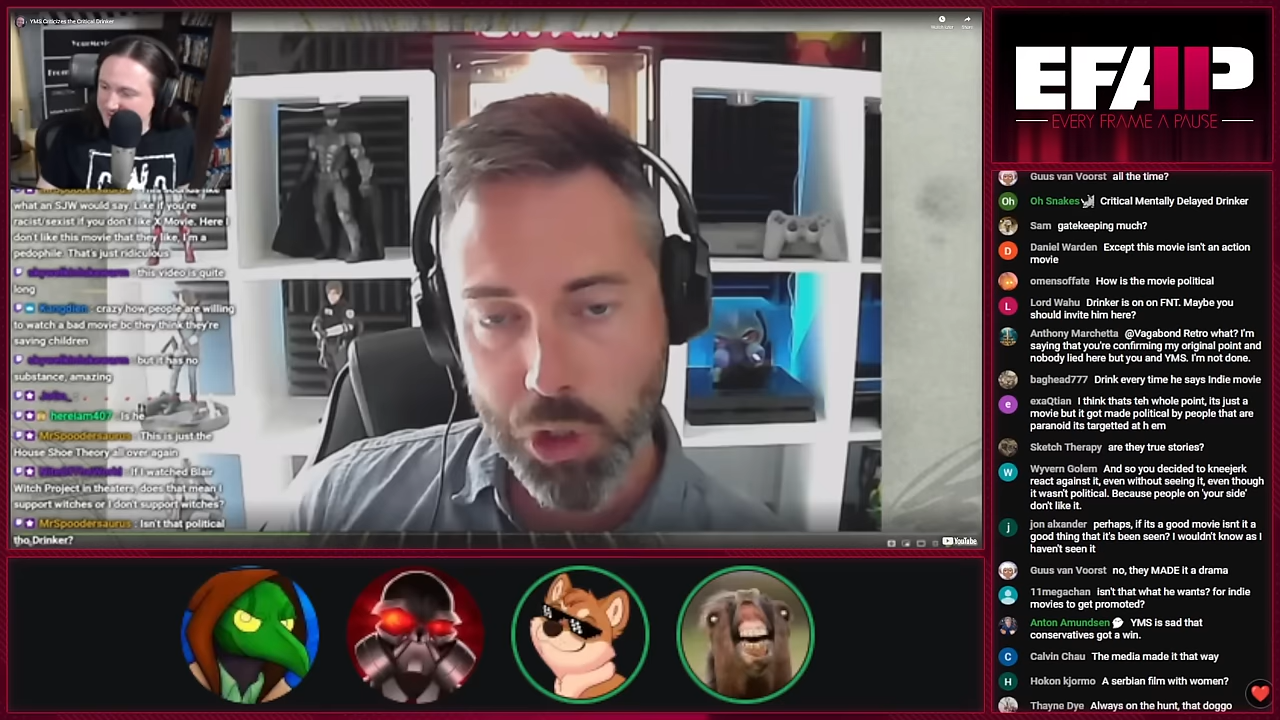 YMS Criticizes the Critical Drinker
what an SJW would say. Like if you're
racist/sexist if you don't like X Movie. Here I
don't like this movie that they like, I'm a
pedophile. That's just ridiculous
this video is quite
long
Kangdien : crazy how people are willing
to watch a bad movie bc they think they're
saving children
but it has no
substance, amazing
hereiam407 : Is he
MrSpoodersaurus : This is just the
House Shoe Theory all over again
If I watched Blair
Witch Project in theaters, does that mean I
support witches or I don't support witches?
MrSpoodersaurus : Isn't that political
tho Drinker?
YouTube
EFAP
EVERY FRAME A PAUSE
Guus van Voorst all the time?
Oh
Oh Snakes Critical Mentally Delayed Drinker
Sam gatekeeping much?
D
Daniel Warden Except this movie isn't an action
movie
omensoffate How is the movie political
L
Lord Wahu Drinker is on on FNT. Maybe you
should invite him here?
Anthony Marchetta @Vagabond Retro what? I'm
saying that you're confirming my original point and
nobody lied here but you and YMS. I'm not done.
baghead777 Drink every time he says Indie movie
e
exaQtian I think thats teh whole point, its just a
movie but it got made political by people that are
paranoid its targetted at h em
Sketch Therapy are they true stories?
W
Wyvern Golem And so you decided to kneejerk
react against it, even without seeing it, even though
it wasn't political. Because people on 'your side'
don't like it.
j
jon alxander perhaps, if its a good movie isnt it a
good thing that it's been seen? I wouldn't know as I
haven't seen it
Guus van Voorst no, they MADE it a drama
11megachan isn't that what he wants? for indie
movies to get promoted?
Anton Amundsen YMS is sad that
conservatives got a win.
C
Calvin Chau The media made it that way
H
Hokon kjormo A serbian film with women?
Thayne Dye Always on the hunt, that doggo